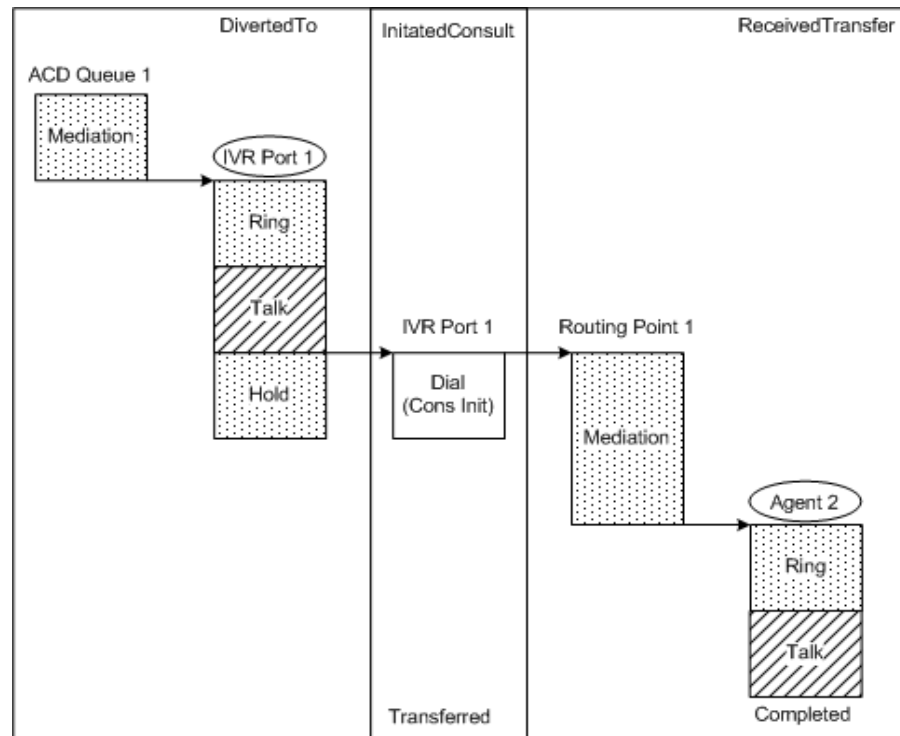 DivertedTo
InitatedConsult
ReceivedTransfer
ACD Queue 1
Mediation
IVR Port 1
Ring
Talk
Hold
IVR Port 1
Dial
(Cons Init)
Routing Point 1
Mediation
Agent 2
Ring
Talk
Transferred
Completed